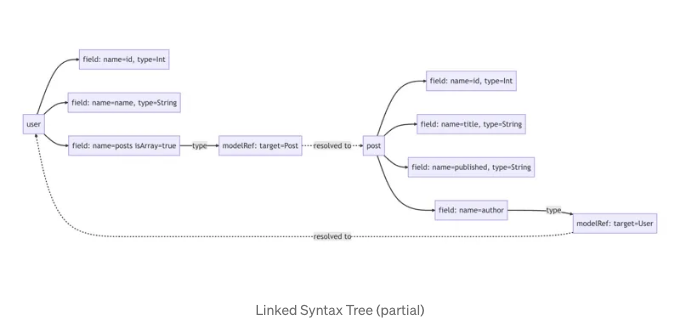 field: name=id, type=Int
field: name=id, type=Int
field: name=name, type=String
user
field: name=title, type=String
field: name=posts isArray=true
type
modelRef: target=Post
resolved to
post
field: name=published, type=String
field: name=author
type
modelRef: target=User
resolved to
Linked Syntax Tree (partial)